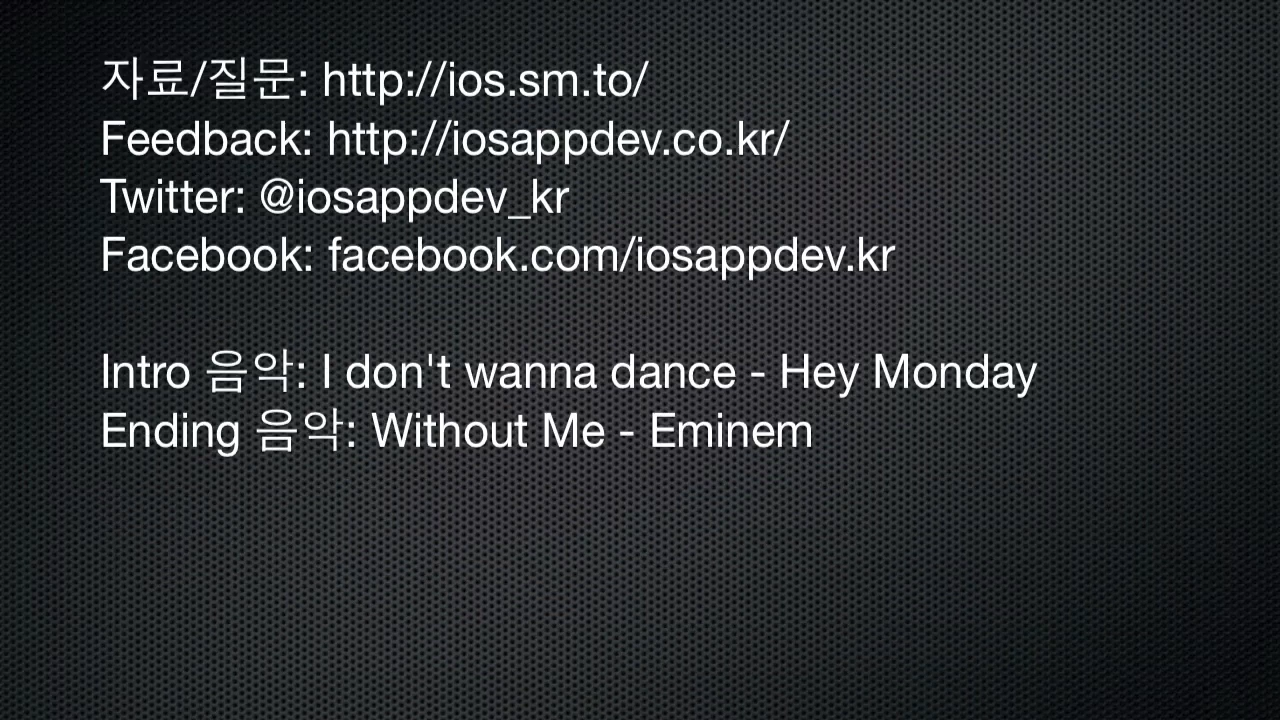 자료/질문: http://ios.sm.to/
Feedback: http://iosappdev.co.kr/
Twitter: @iosappdev_kr
Facebook: facebook.com/iosappdev.kr
Intro 음악: I don't wanna dance - Hey Monday
Ending 음악: Without Me - Eminem